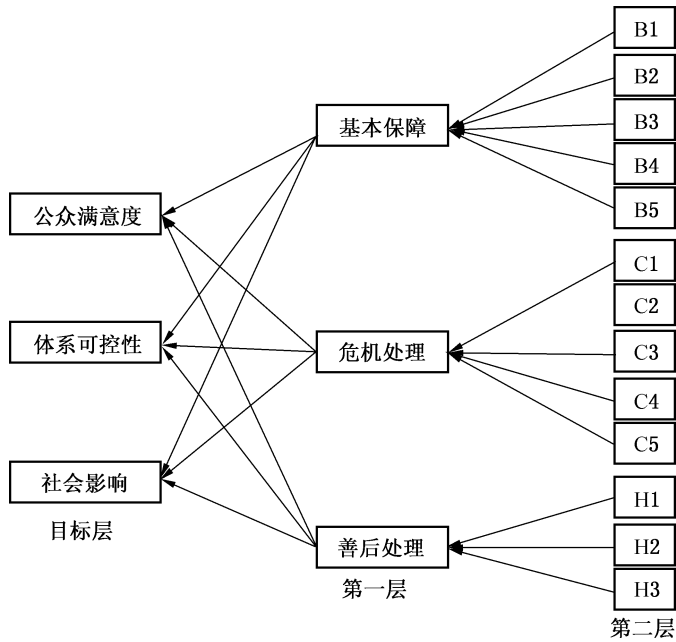 公众满意度
体系可控性
社会影响
目标层
基本保障
危机处理
善后处理
第一层
B1
B2
B3
B4
B5
C1
C2
C3
C4
C5
H1
H2
H3
第二层